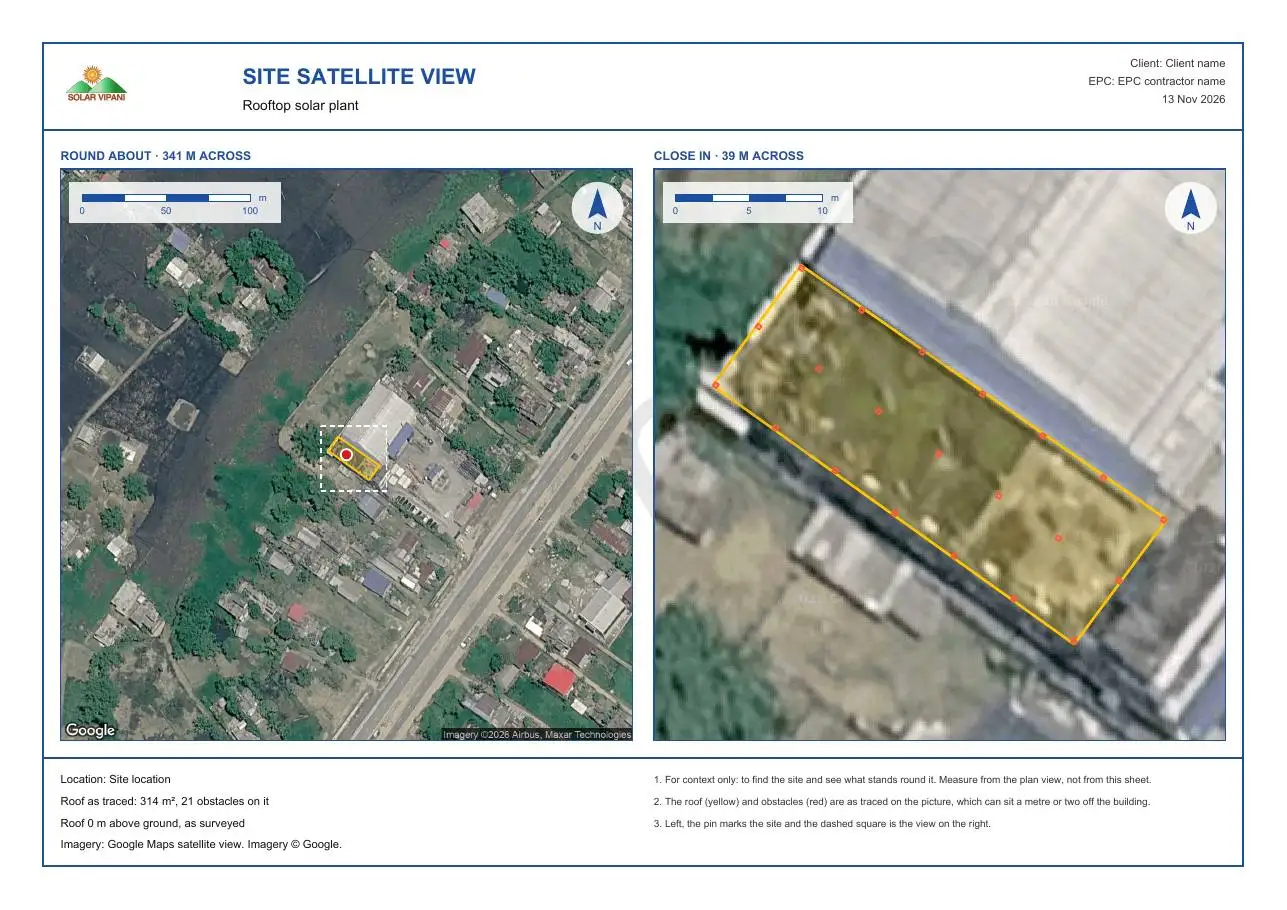 SOLAR VIPANI
SITE SATELLITE VIEW
Rooftop solar plant
Client: Client name
EPC: EPC contractor name
13 Nov 2026
ROUND ABOUT · 341 M ACROSS
0 50 100 m
N
Google
Imagery ©2026 Airbus, Maxar Technologies
CLOSE IN · 39 M ACROSS
0 5 10 m
N
Location: Site location
Roof as traced: 314 m², 21 obstacles on it
Roof 0 m above ground, as surveyed
Imagery: Google Maps satellite view. Imagery © Google.
1. For context only: to find the site and see what stands round it. Measure from the plan view, not from this sheet.
2. The roof (yellow) and obstacles (red) are as traced on the picture, which can sit a metre or two off the building.
3. Left, the pin marks the site and the dashed square is the view on the right.